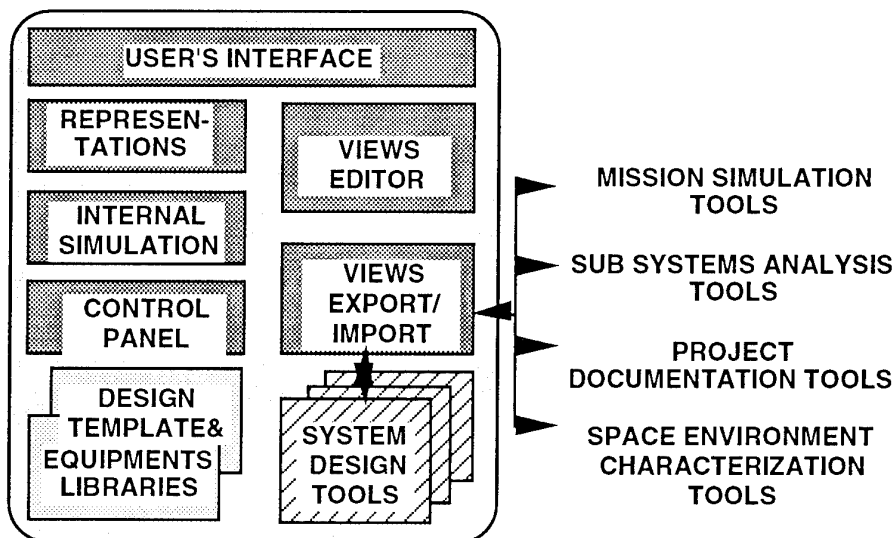 USER'S INTERFACE
REPRESEN-
TATIONS
VIEWS
EDITOR
INTERNAL
SIMULATION
VIEWS
EXPORT/
IMPORT
CONTROL
PANEL
DESIGN
TEMPLATE&
EQUIPMENTS
LIBRARIES
SYSTEM
DESIGN
TOOLS
MISSION SIMULATION
TOOLS
SUB SYSTEMS ANALYSIS
TOOLS
PROJECT
DOCUMENTATION TOOLS
SPACE ENVIRONMENT
CHARACTERIZATION
TOOLS